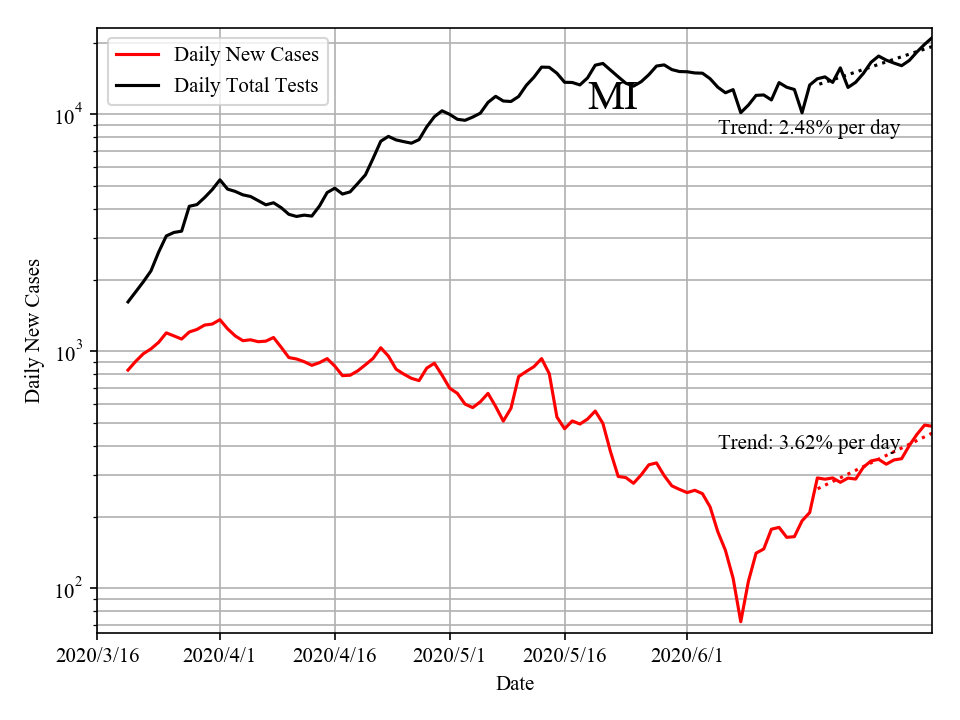 Daily New Cases
Daily Total Tests
MI
Trend: 2.48% per day
Trend: 3.62% per day
10^4
10^3
10^2
Daily New Cases
2020/3/16 2020/4/1 2020/4/16 2020/5/1 2020/5/16 2020/6/1
Date